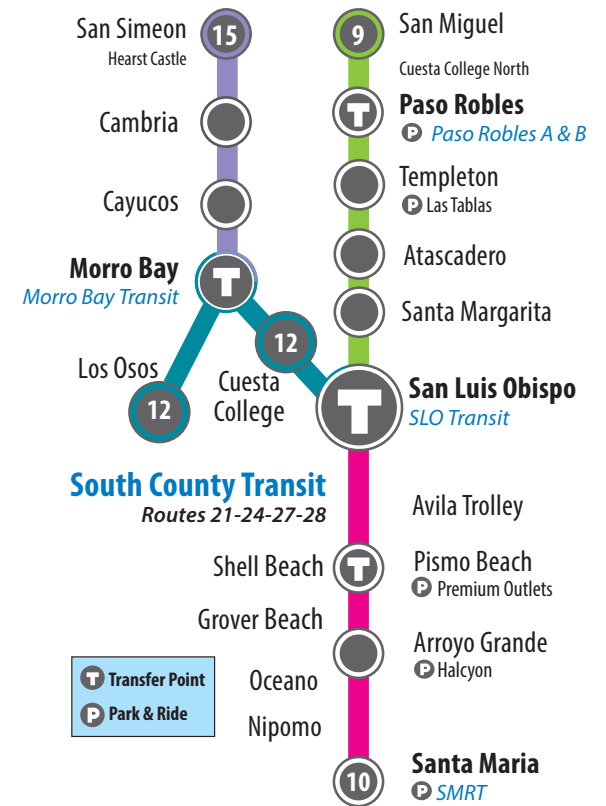 San Simeon
Hearst Castle
15
9
San Miguel
Cuesta College North
Cambria
T
Paso Robles
P Paso Robles A & B
Cayucos
Templeton
P Las Tablas
Atascadero
Morro Bay
Morro Bay Transit
T
Santa Margarita
12
Los Osos
12
Cuesta
College
T
San Luis Obispo
SLO Transit
South County Transit
Routes 21-24-27-28
Avila Trolley
Shell Beach
T
Pismo Beach
P Premium Outlets
Grover Beach
Arroyo Grande
P Halcyon
T Transfer Point
P Park & Ride
Oceano
Nipomo
10
Santa Maria
P SMRT